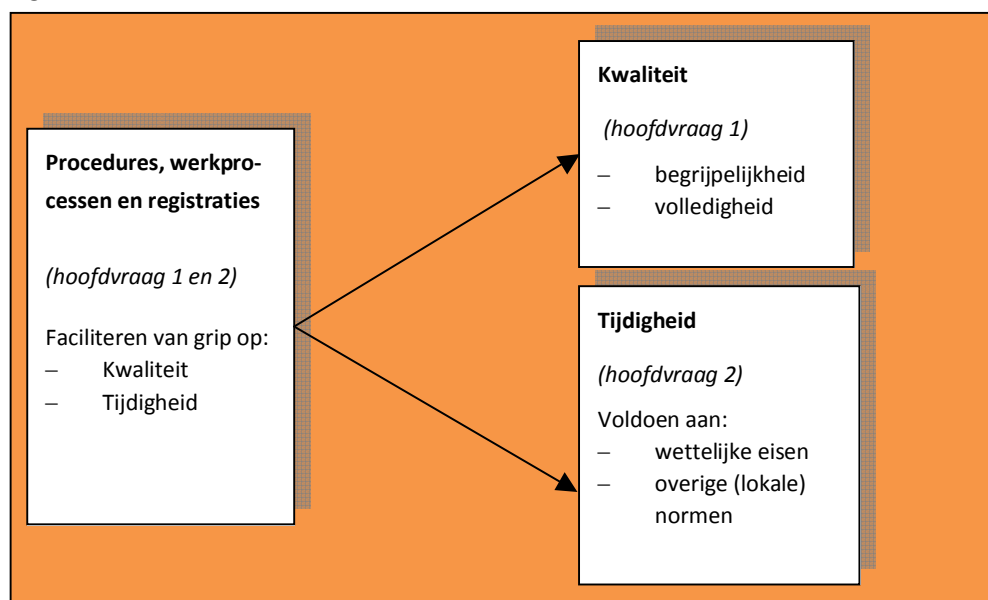 Procedures, werkpro-
cessen en registraties
(hoofdvraag 1 en 2)
Faciliteren van grip op:
– Kwaliteit
– Tijdigheid
Kwaliteit
(hoofdvraag 1)
– begrijpelijkheid
– volledigheid
Tijdigheid
(hoofdvraag 2)
Voldoen aan:
– wettelijke eisen
– overige (lokale)
normen